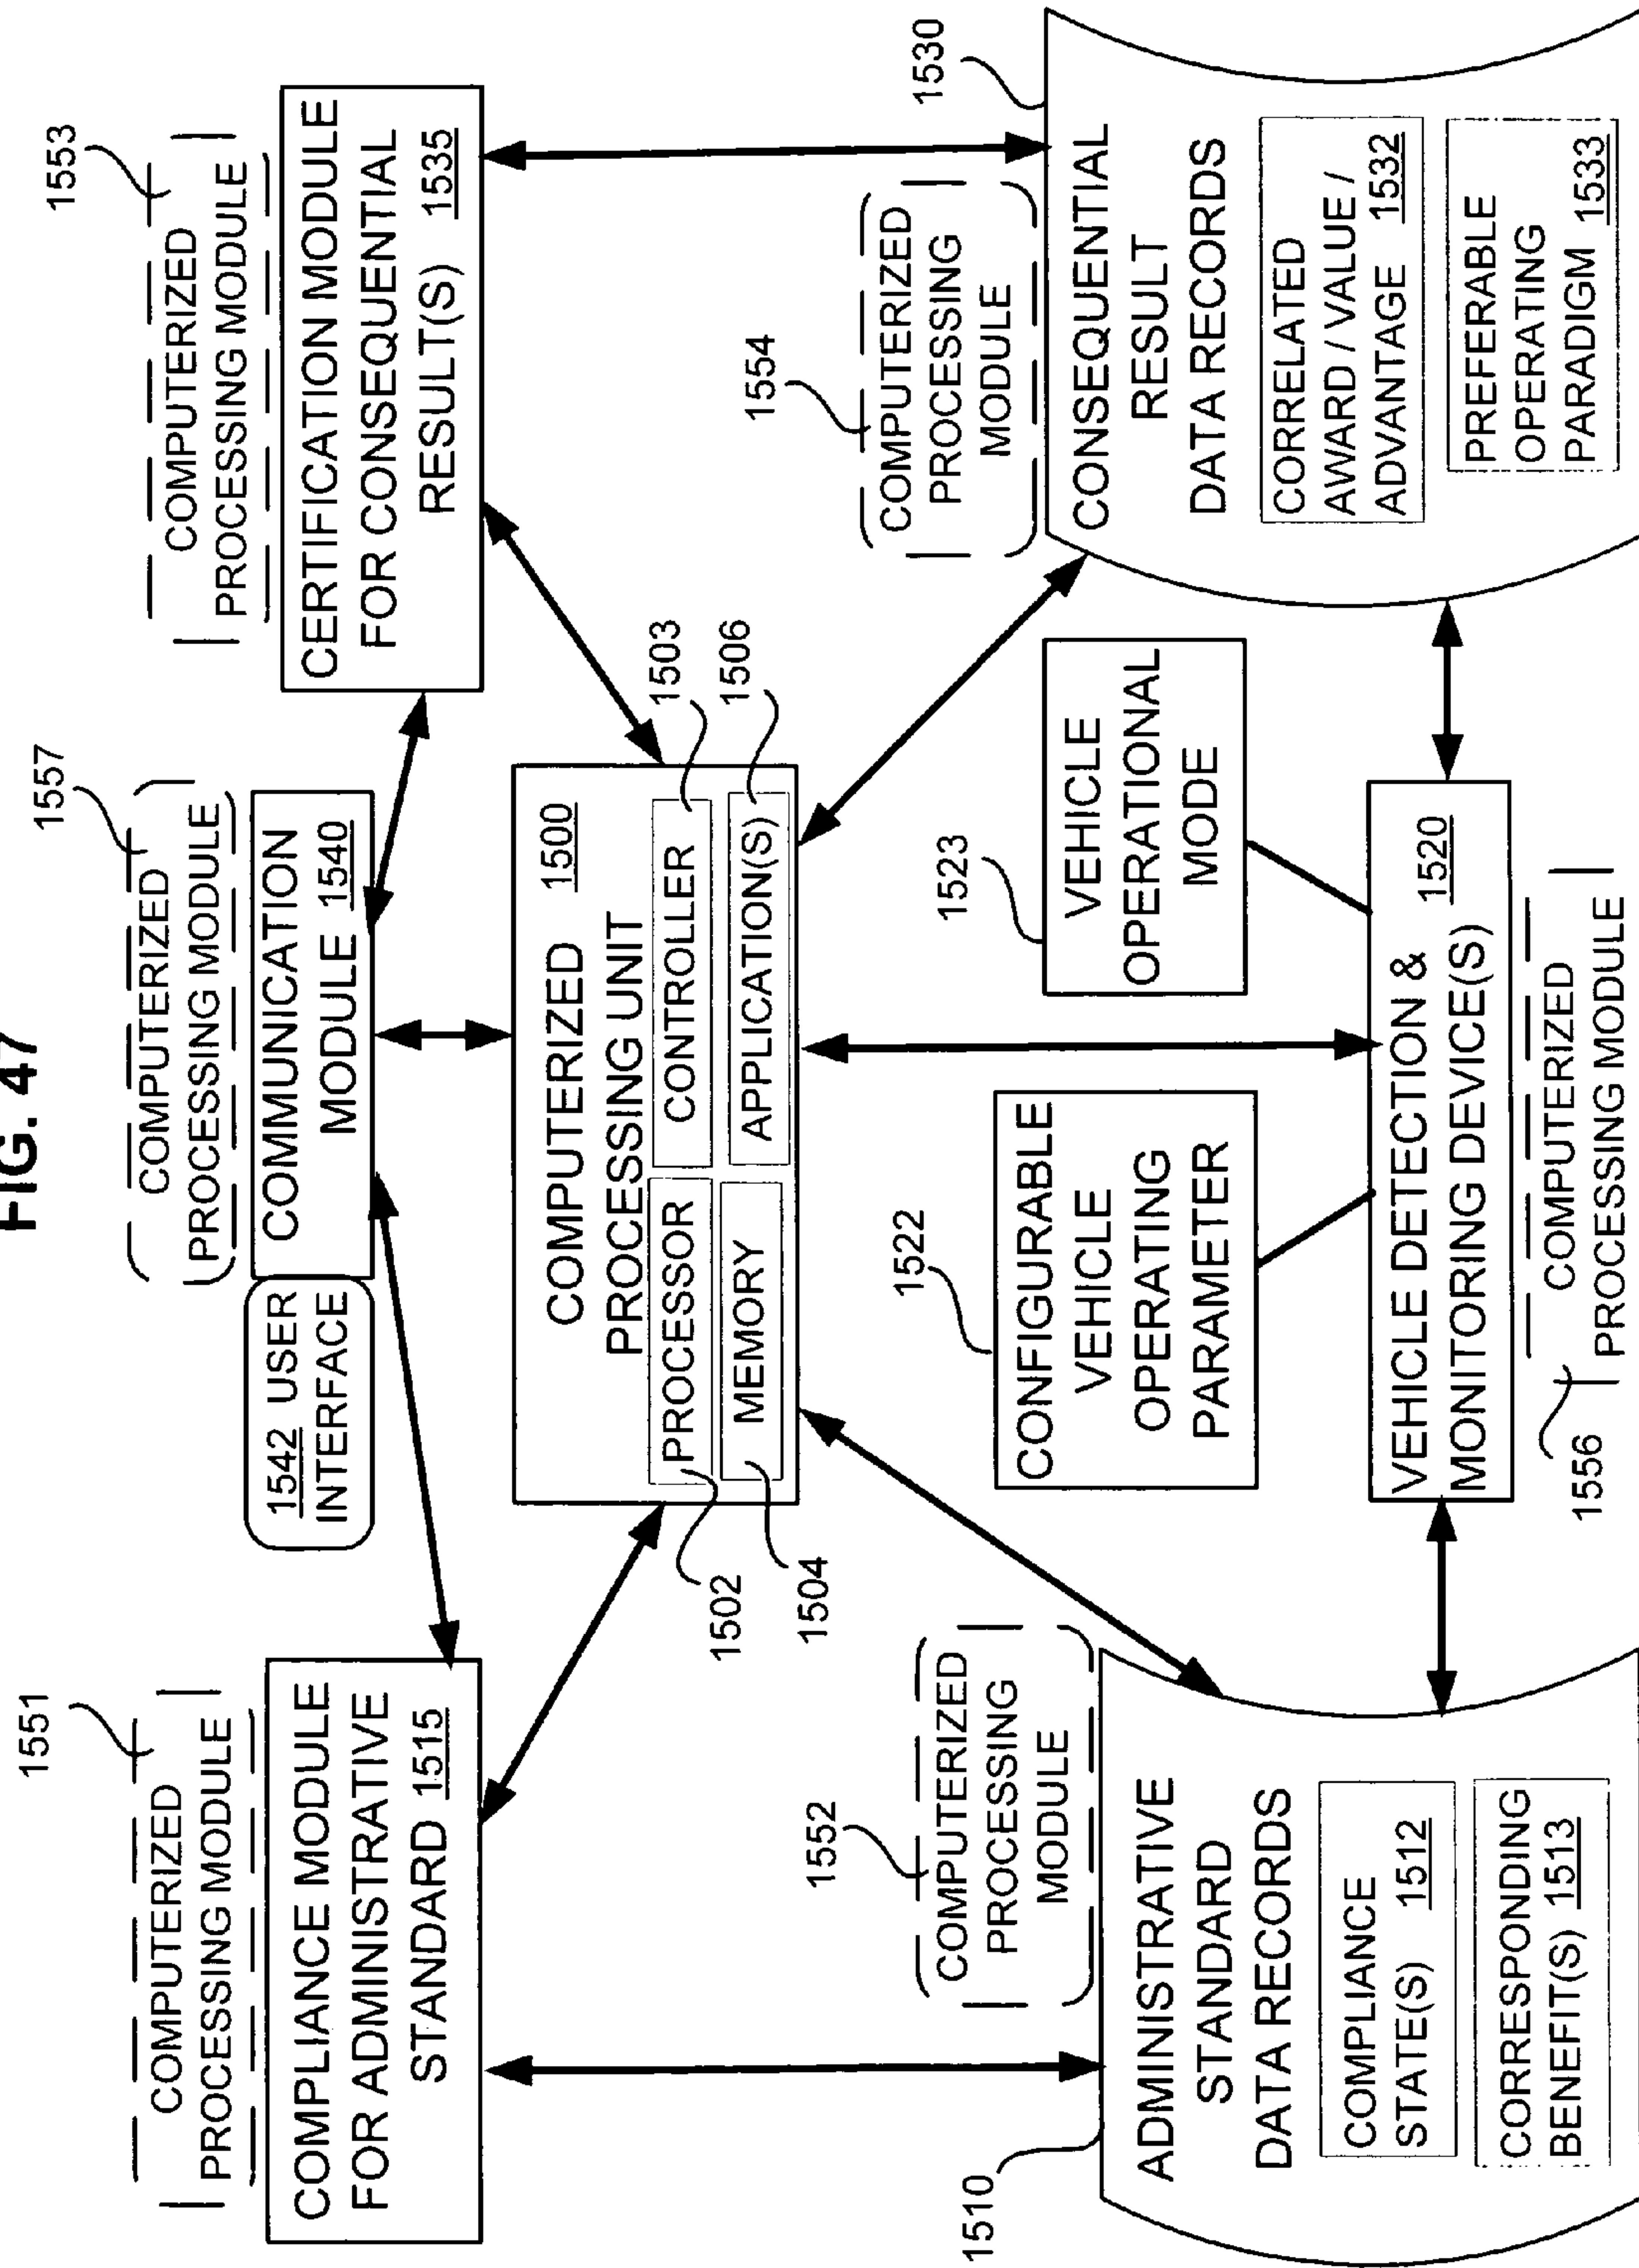 FIG. 47
1551
COMPUTERIZED
PROCESSING MODULE
COMPLIANCE MODULE
FOR ADMINISTRATIVE
STANDARD 1515
1557
COMPUTERIZED
PROCESSING MODULE
1542 USER
INTERFACE
COMMUNICATION
MODULE 1540
1553
COMPUTERIZED
PROCESSING MODULE
CERTIFICATION MODULE
FOR CONSEQUENTIAL
RESULT(S) 1535
COMPUTERIZED
PROCESSING UNIT 1500
PROCESSOR
CONTROLLER
MEMORY
APPLICATION(S)
1502
1504
1503
1506
1552
COMPUTERIZED
PROCESSING
MODULE
1510
ADMINISTRATIVE
STANDARD
DATA RECORDS
COMPLIANCE
STATE(S) 1512
CORRESPONDING
BENEFIT(S) 1513
1522
CONFIGURABLE
VEHICLE
OPERATING
PARAMETER
1523
VEHICLE
OPERATIONAL
MODE
VEHICLE DETECTION &
MONITORING DEVICE(S) 1520
1556
COMPUTERIZED
PROCESSING MODULE
1554
COMPUTERIZED
PROCESSING
MODULE
1530
CONSEQUENTIAL
RESULT
DATA RECORDS
CORRELATED
AWARD / VALUE /
ADVANTAGE 1532
PREFERABLE
OPERATING
PARADIGM 1533